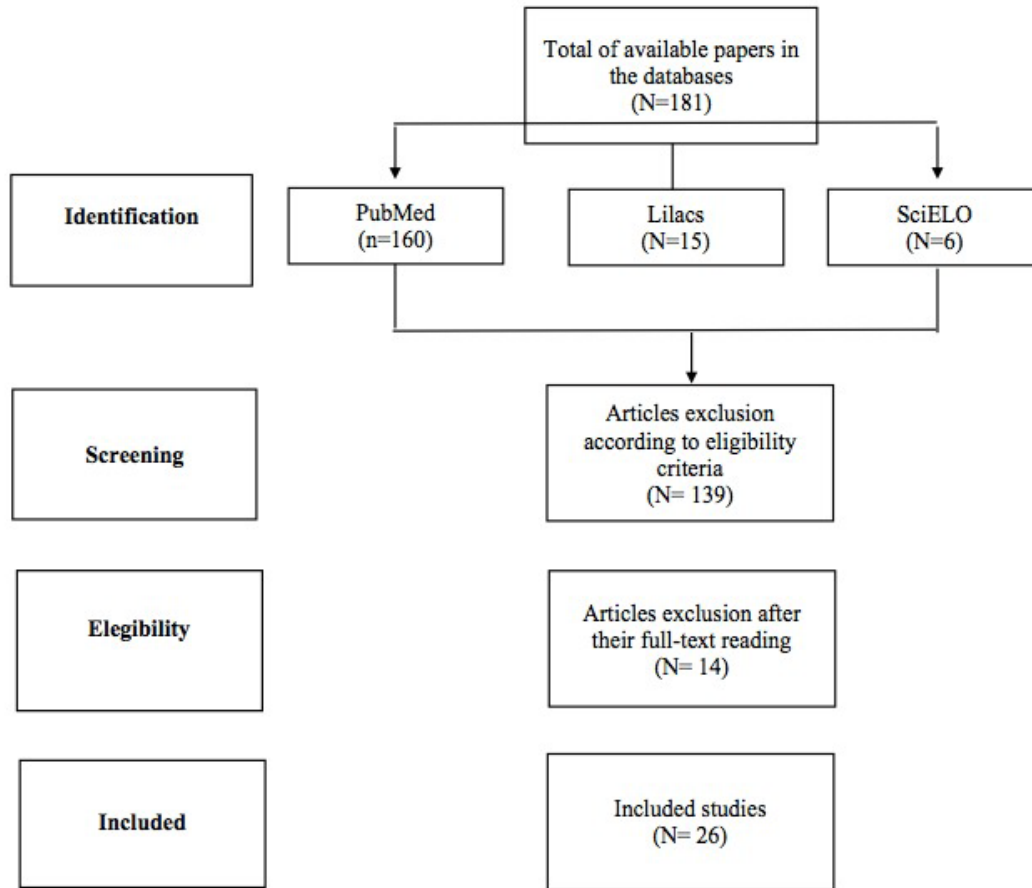 Total of available papers in
the databases
(N=181)
Identification
PubMed
(n=160)
Lilacs
(N=15)
SciELO
(N=6)
Screening
Articles exclusion
according to eligibility
criteria
(N= 139)
Elegibility
Articles exclusion after
their full-text reading
(N= 14)
Included
Included studies
(N= 26)